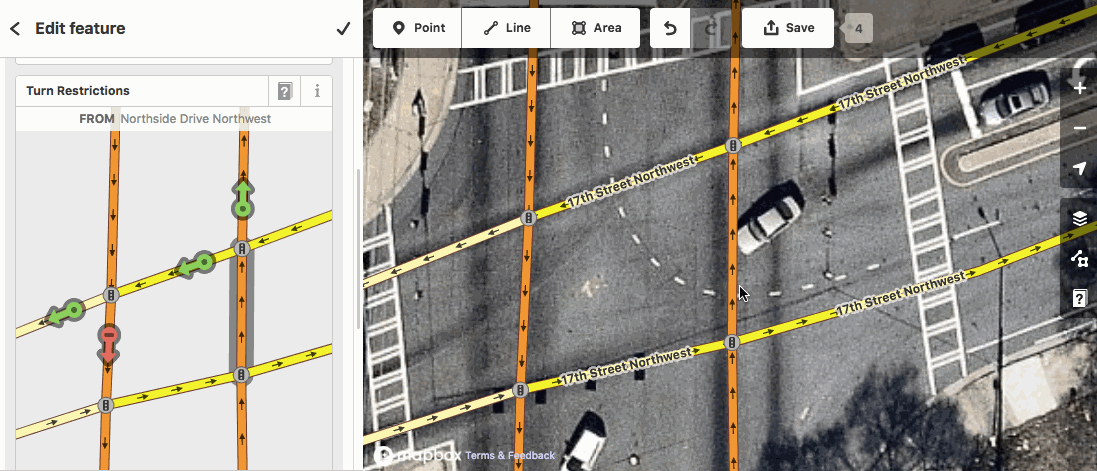 Edit feature
Point
Line
Area
Save
4
Turn Restrictions
FROM Northside Drive Northwest
17th Street Northwest
17th Street Northwest
17th Street Northwest
17th Street Northwest
mapbox Terms & Feedback